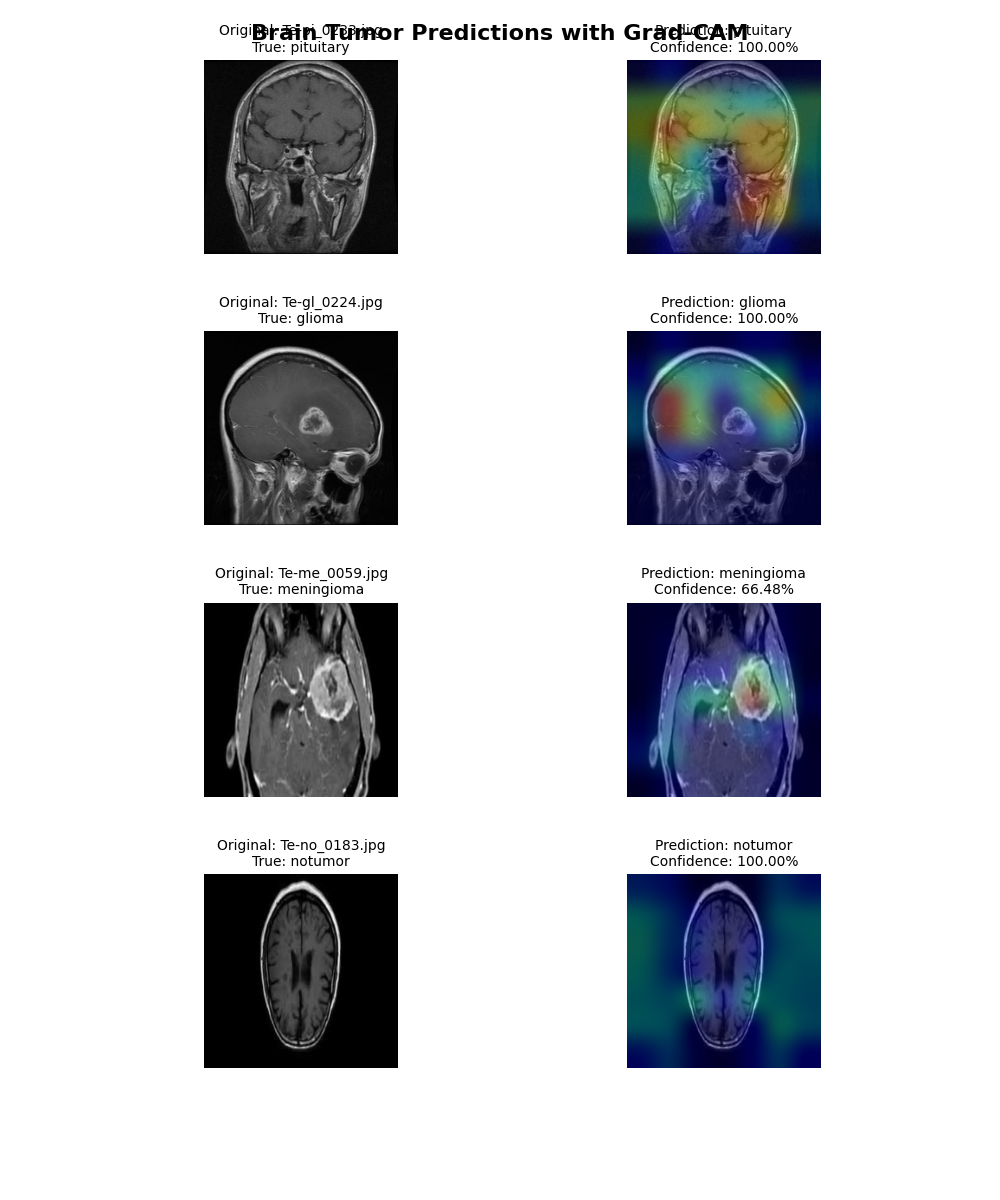 Brain Tumor Predictions with Grad-CAM
Original: Te-pi_0233.jpg
True: pituitary
Prediction: pituitary
Confidence: 100.00%
Original: Te-gl_0224.jpg
True: glioma
Prediction: glioma
Confidence: 100.00%
Original: Te-me_0059.jpg
True: meningioma
Prediction: meningioma
Confidence: 66.48%
Original: Te-no_0183.jpg
True: notumor
Prediction: notumor
Confidence: 100.00%